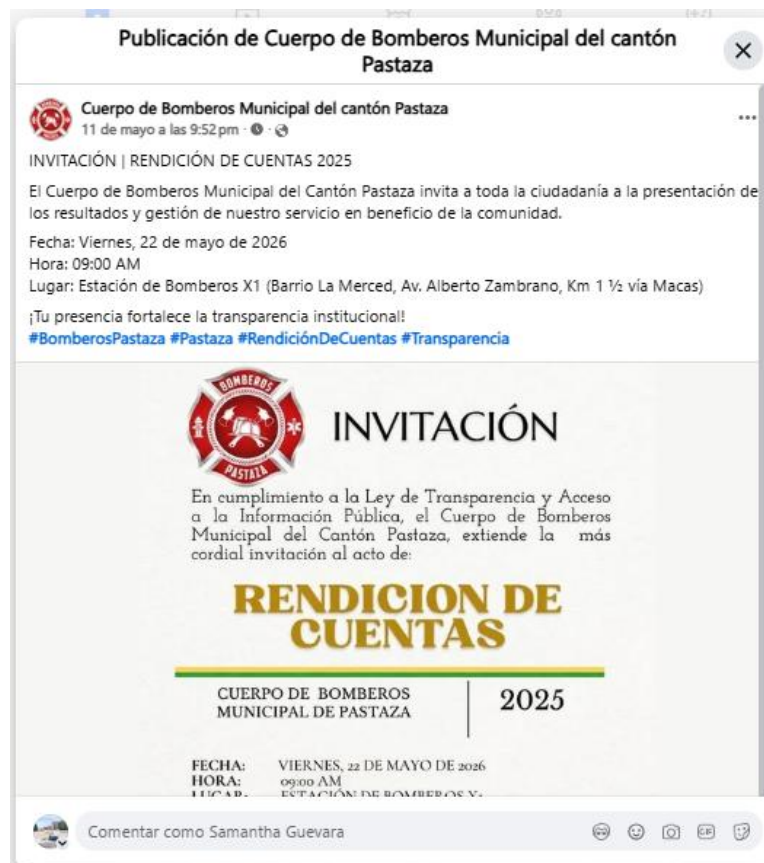 Publicación de Cuerpo de Bomberos Municipal del cantón
Pastaza
Cuerpo de Bomberos Municipal del cantón Pastaza
11 de mayo a las 9:52 pm ·
INVITACIÓN | RENDICIÓN DE CUENTAS 2025
El Cuerpo de Bomberos Municipal del Cantón Pastaza invita a toda la ciudadanía a la presentación de
los resultados y gestión de nuestro servicio en beneficio de la comunidad.
Fecha: Viernes, 22 de mayo de 2026
Hora: 09:00 AM
Lugar: Estación de Bomberos X1 (Barrio La Merced, Av. Alberto Zambrano, Km 1 ½ vía Macas)
¡Tu presencia fortalece la transparencia institucional!
#BomberosPastaza #Pastaza #RendiciónDeCuentas #Transparencia
BOMBEROS
PASTAZA
INVITACIÓN
En cumplimiento a la Ley de Transparencia y Acceso
a la Información Pública, el Cuerpo de Bomberos
Municipal del Cantón Pastaza, extiende la más
cordial invitación al acto de:
RENDICION DE
CUENTAS
CUERPO DE BOMBEROS
MUNICIPAL DE PASTAZA
2025
FECHA: VIERNES, 22 DE MAYO DE 2026
HORA: 09:00 AM
LUGAR: ESTACIÓN DE BOMBEROS X1
Comentar como Samantha Guevara
GIF